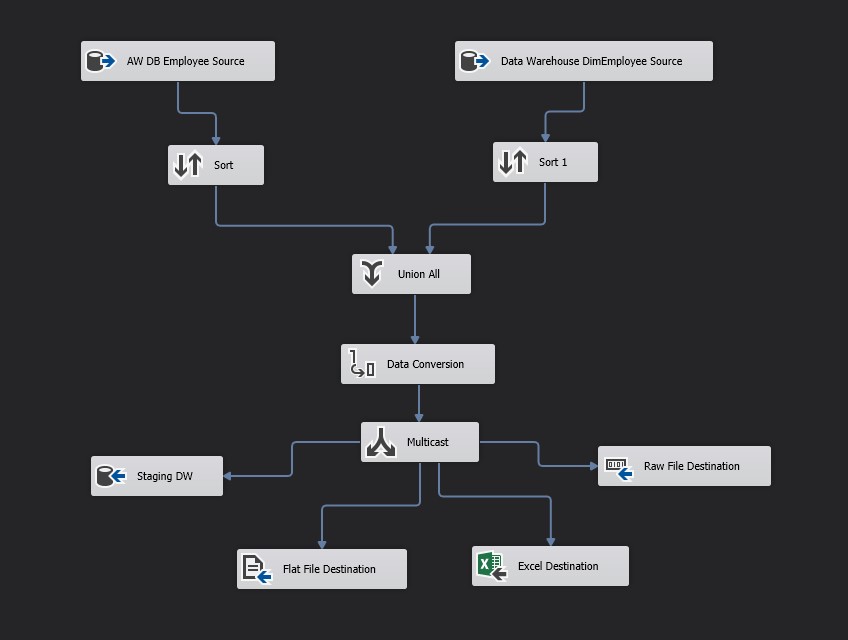 AW DB Employee Source
Data Warehouse DimEmployee Source
Sort
Sort 1
Union All
Data Conversion
Multicast
Staging DW
Raw File Destination
Flat File Destination
Excel Destination